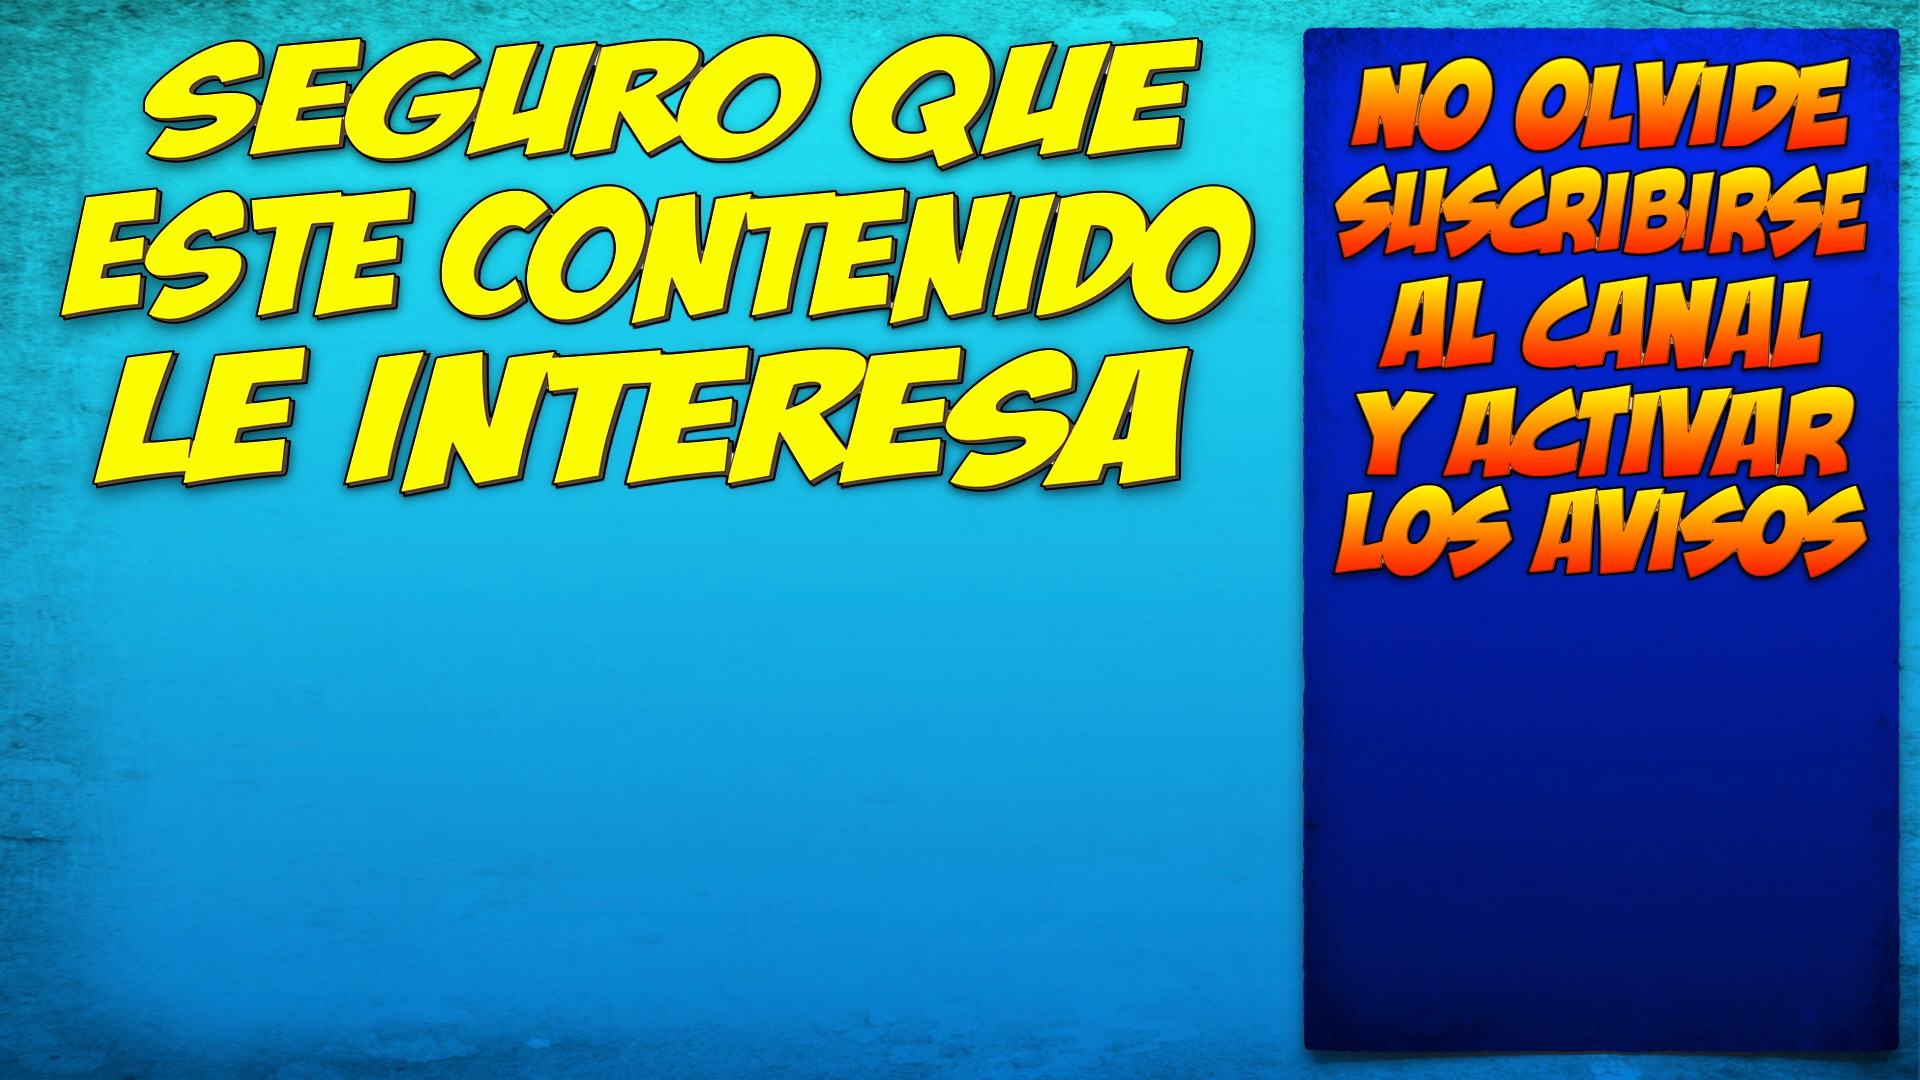 SEGURO QUE
ESTE CONTENIDO
LE INTERESA
NO OLVIDE
SUSCRIBIRSE
AL CANAL
Y ACTIVAR
LOS AVISOS